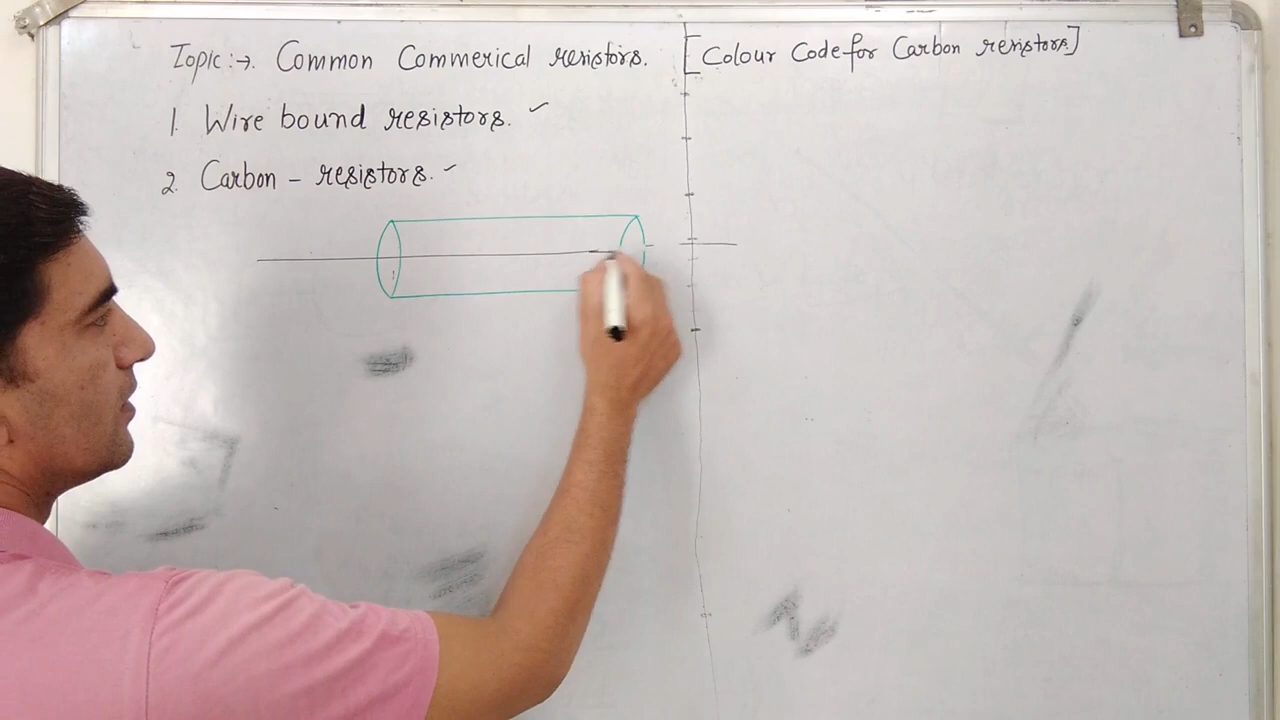 Topic:→. Common Commerical resistors. [Colour Code for Carbon resistors]
1. Wire bound resistors. ✓
2. Carbon - resistors. ✓